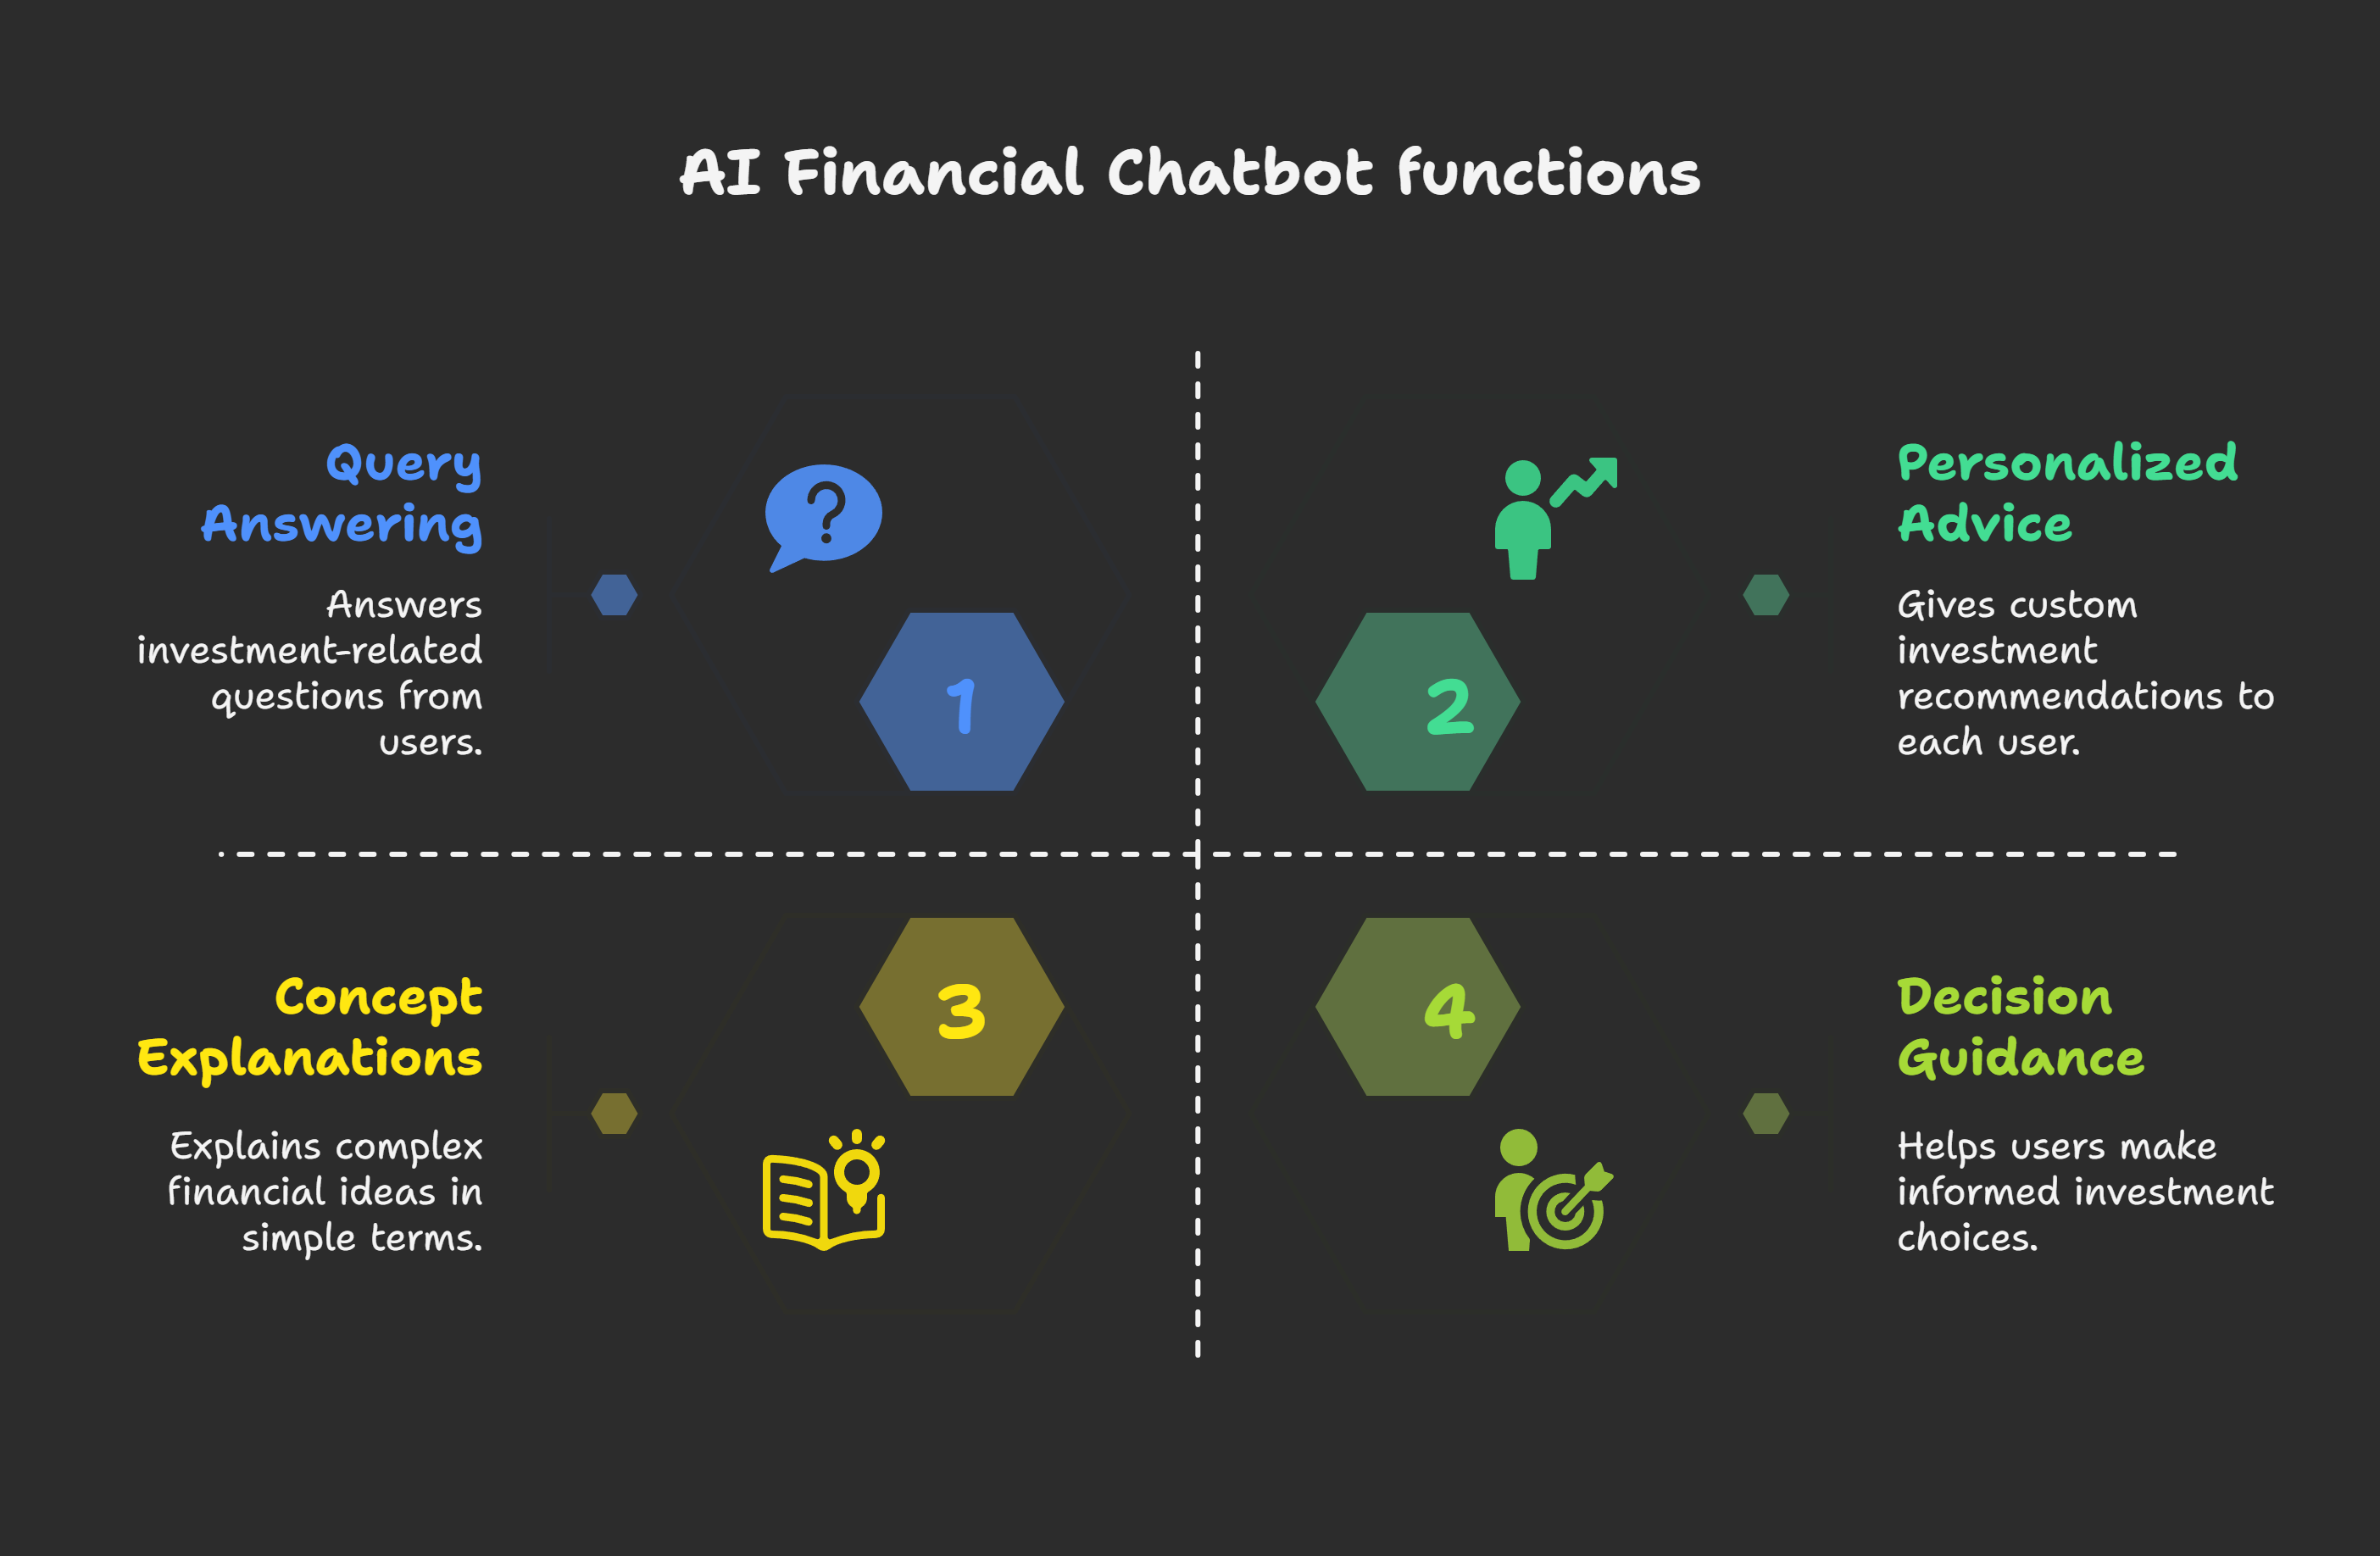 AI Financial Chatbot functions
Query
Answering
Answers
investment-related
questions from
users.
1
2
Personalized
Advice
Gives custom
investment
recommendations to
each user.
Concept
Explanations
Explains complex
financial ideas in
simple terms.
3
4
Decision
Guidance
Helps users make
informed investment
choices.